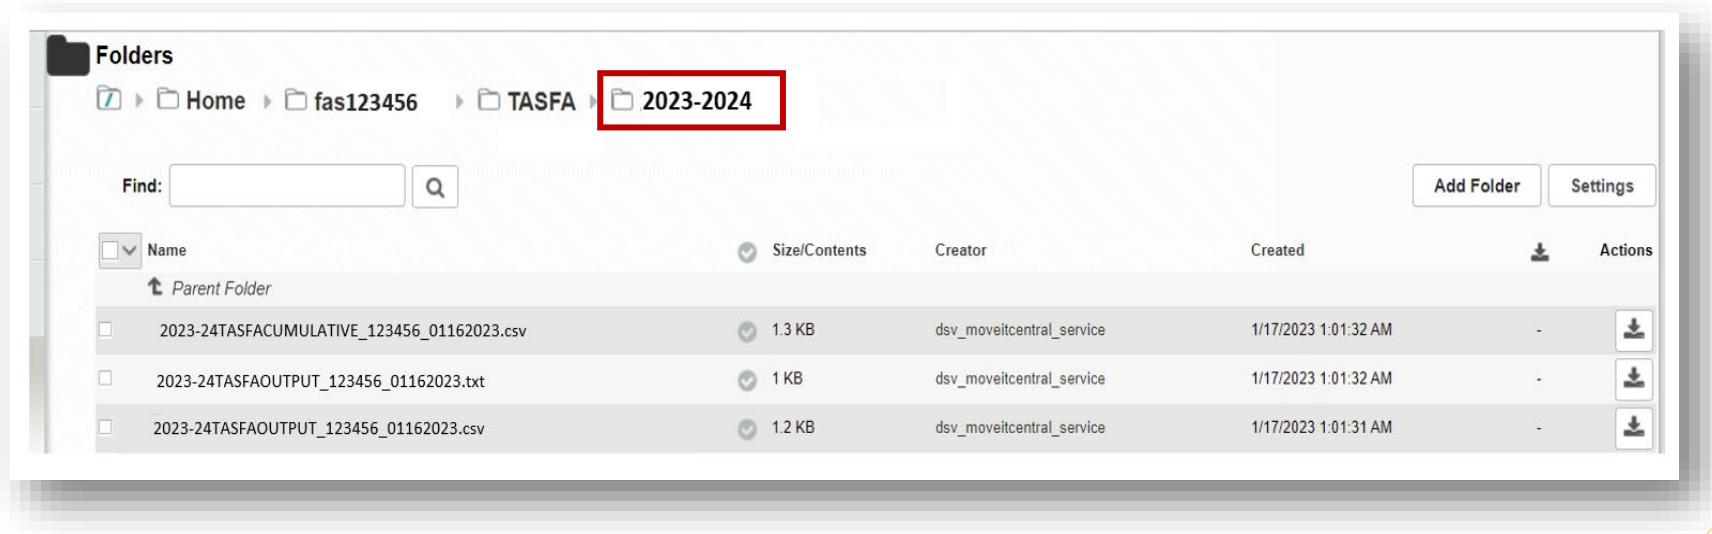 Folders
Home fas123456 TASFA 2023-2024
Find:
Add Folder Settings
Name Size/Contents Creator Created Actions
Parent Folder
2023-24TASFACUMULATIVE_123456_01162023.csv 1.3 KB dsv_moveitcentral_service 1/17/2023 1:01:32 AM -
2023-24TASFAOUTPUT_123456_01162023.txt 1 KB dsv_moveitcentral_service 1/17/2023 1:01:32 AM -
2023-24TASFAOUTPUT_123456_01162023.csv 1.2 KB dsv_moveitcentral_service 1/17/2023 1:01:31 AM -